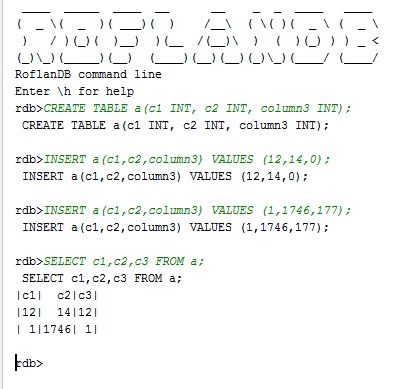 ROFLANDB
RoflanDB command line
Enter \h for help
rdb>CREATE TABLE a(c1 INT, c2 INT, column3 INT);
CREATE TABLE a(c1 INT, c2 INT, column3 INT);
rdb>INSERT a(c1,c2,column3) VALUES (12,14,0);
INSERT a(c1,c2,column3) VALUES (12,14,0);
rdb>INSERT a(c1,c2,column3) VALUES (1,1746,177);
INSERT a(c1,c2,column3) VALUES (1,1746,177);
rdb>SELECT c1,c2,c3 FROM a;
SELECT c1,c2,c3 FROM a;
|c1|  c2|c3|
|12|  14|12|
| 1|1746| 1|
rdb>